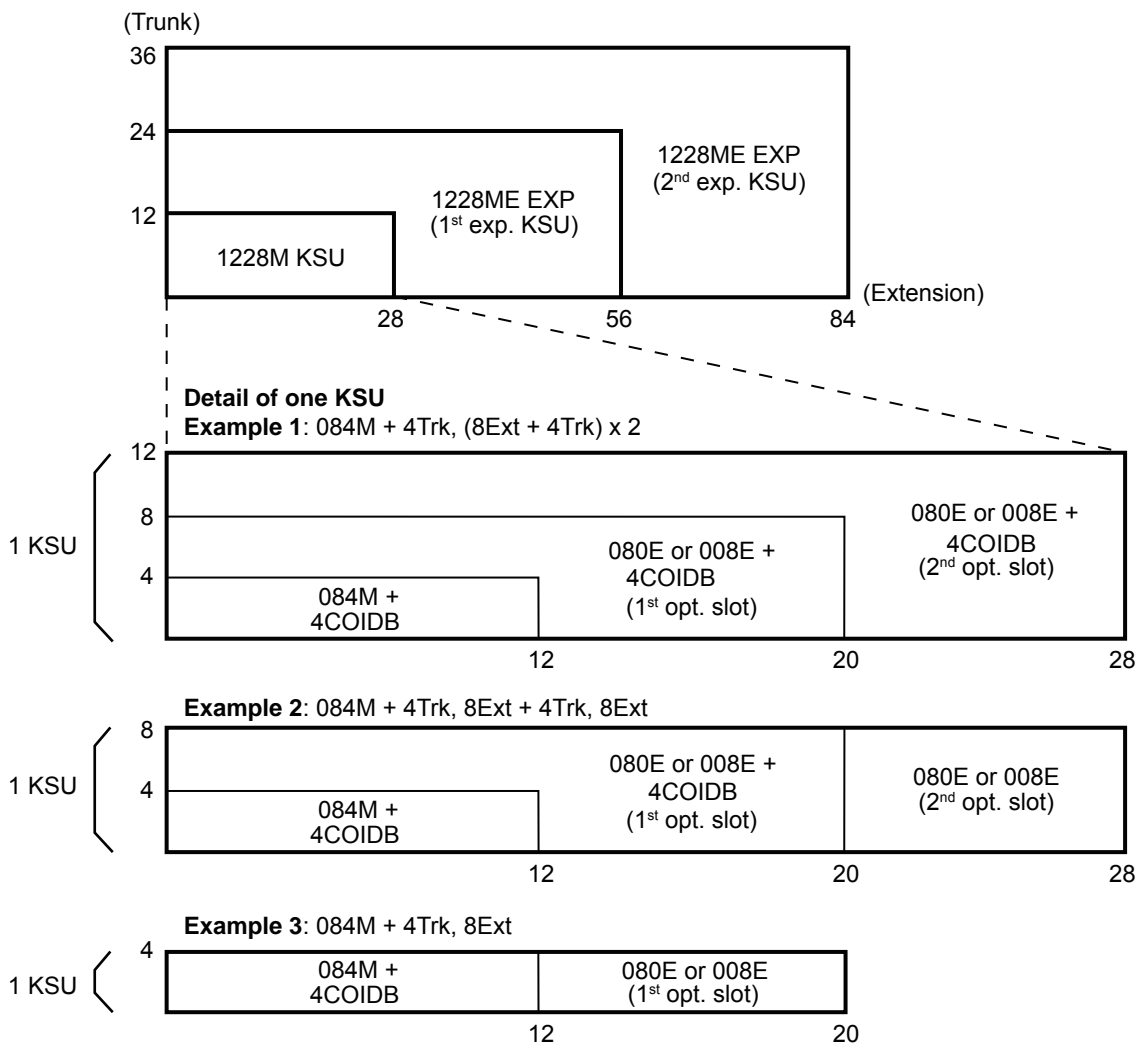 (Trunk)
36
24
12
1228M KSU
1228ME EXP
(1st exp. KSU)
1228ME EXP
(2nd exp. KSU)
(Extension)
28
56
84
Detail of one KSU
Example 1: 084M + 4Trk, (8Ext + 4Trk) x 2
12
8
4
1 KSU
084M +
4COIDB
080E or 008E +
4COIDB
(1st opt. slot)
080E or 008E +
4COIDB
(2nd opt. slot)
12
20
28
Example 2: 084M + 4Trk, 8Ext + 4Trk, 8Ext
8
4
1 KSU
084M +
4COIDB
080E or 008E +
4COIDB
(1st opt. slot)
080E or 008E
(2nd opt. slot)
12
20
28
Example 3: 084M + 4Trk, 8Ext
4
1 KSU
084M +
4COIDB
080E or 008E
(1st opt. slot)
12
20